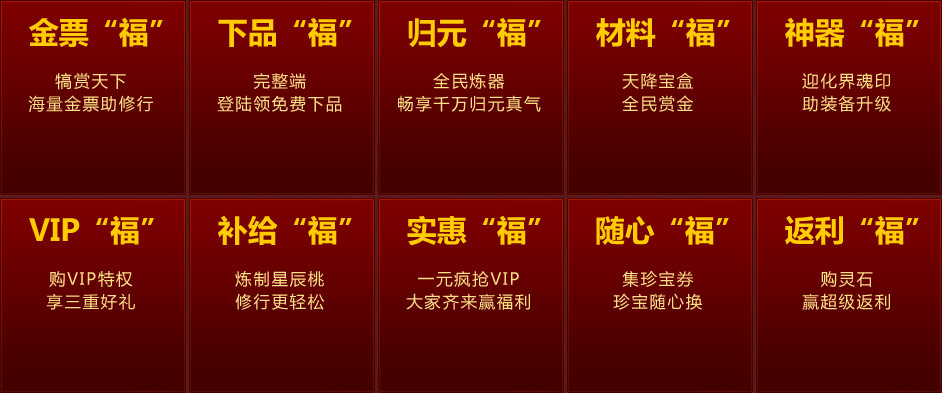 金票“福”
犒赏天下
海量金票助修行
下品“福”
完整端
登陆领免费下品
归元“福”
全民炼器
畅享千万归元真气
材料“福”
天降宝盒
全民赏金
神器“福”
迎化界魂印
助装备升级
VIP“福”
购VIP特权
享三重好礼
补给“福”
炼制星辰桃
修行更轻松
实惠“福”
一元疯抢VIP
大家齐来赢福利
随心“福”
集珍宝券
珍宝随心换
返利“福”
购灵石
赢超级返利